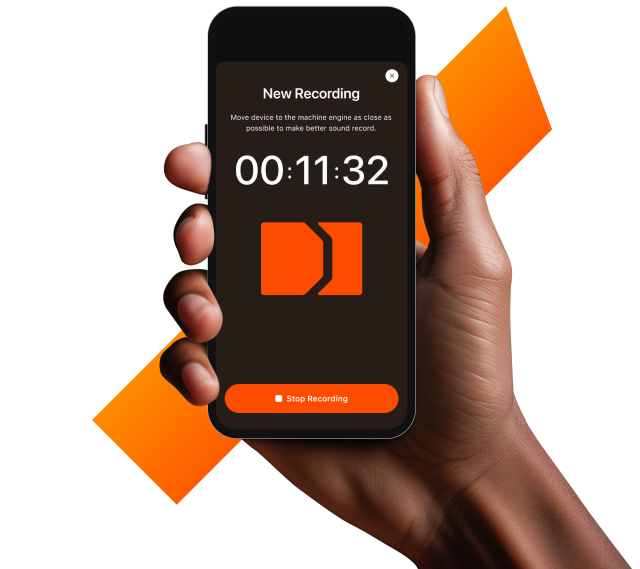 New Recording
Move device to the machine engine as close as
possible to make better sound record.
00:11:32
Stop Recording